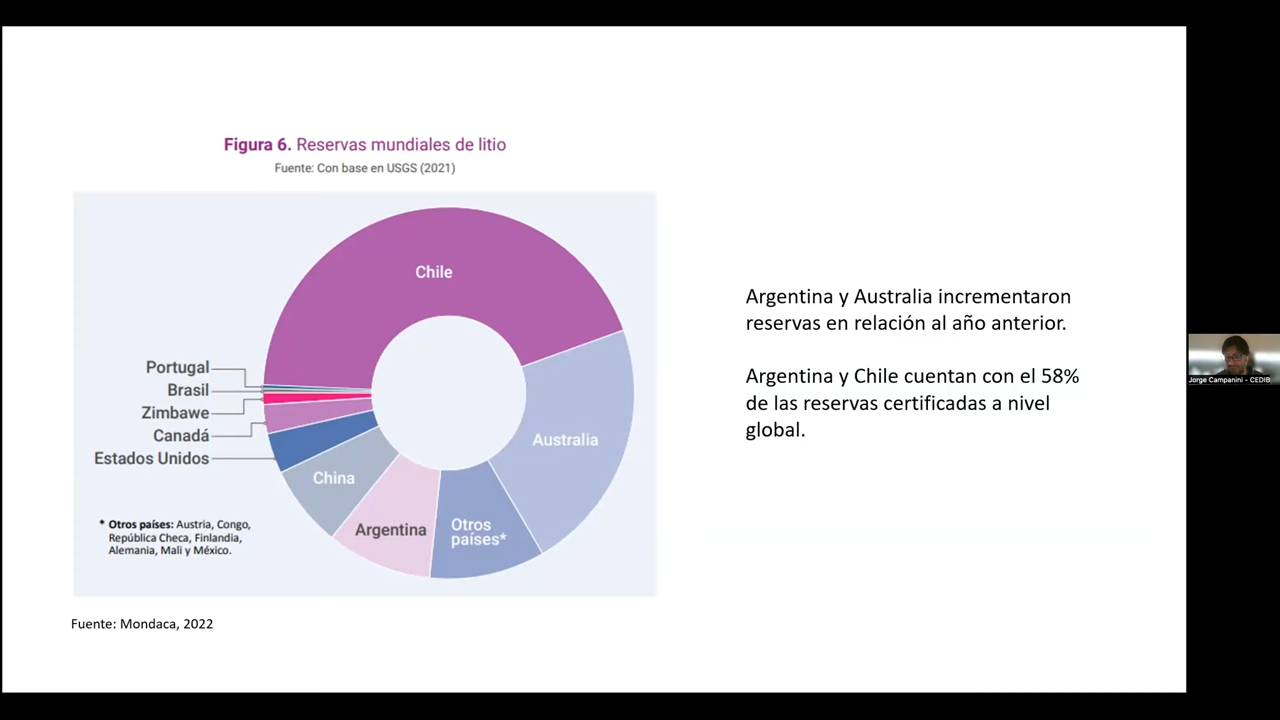 Figura 6. Reservas mundiales de litio
Fuente: Con base en USGS (2021)
Chile
Portugal
Brasil
Zimbawe
Canadá
Estados Unidos
Australia
China
Argentina
Otros
países*
* Otros países: Austria, Congo,
República Checa, Finlandia,
Alemania, Mali y México.
Fuente: Mondaca, 2022
Argentina y Australia incrementaron
reservas en relación al año anterior.
Argentina y Chile cuentan con el 58%
de las reservas certificadas a nivel
global.
Jorge Campanini - CEDIB